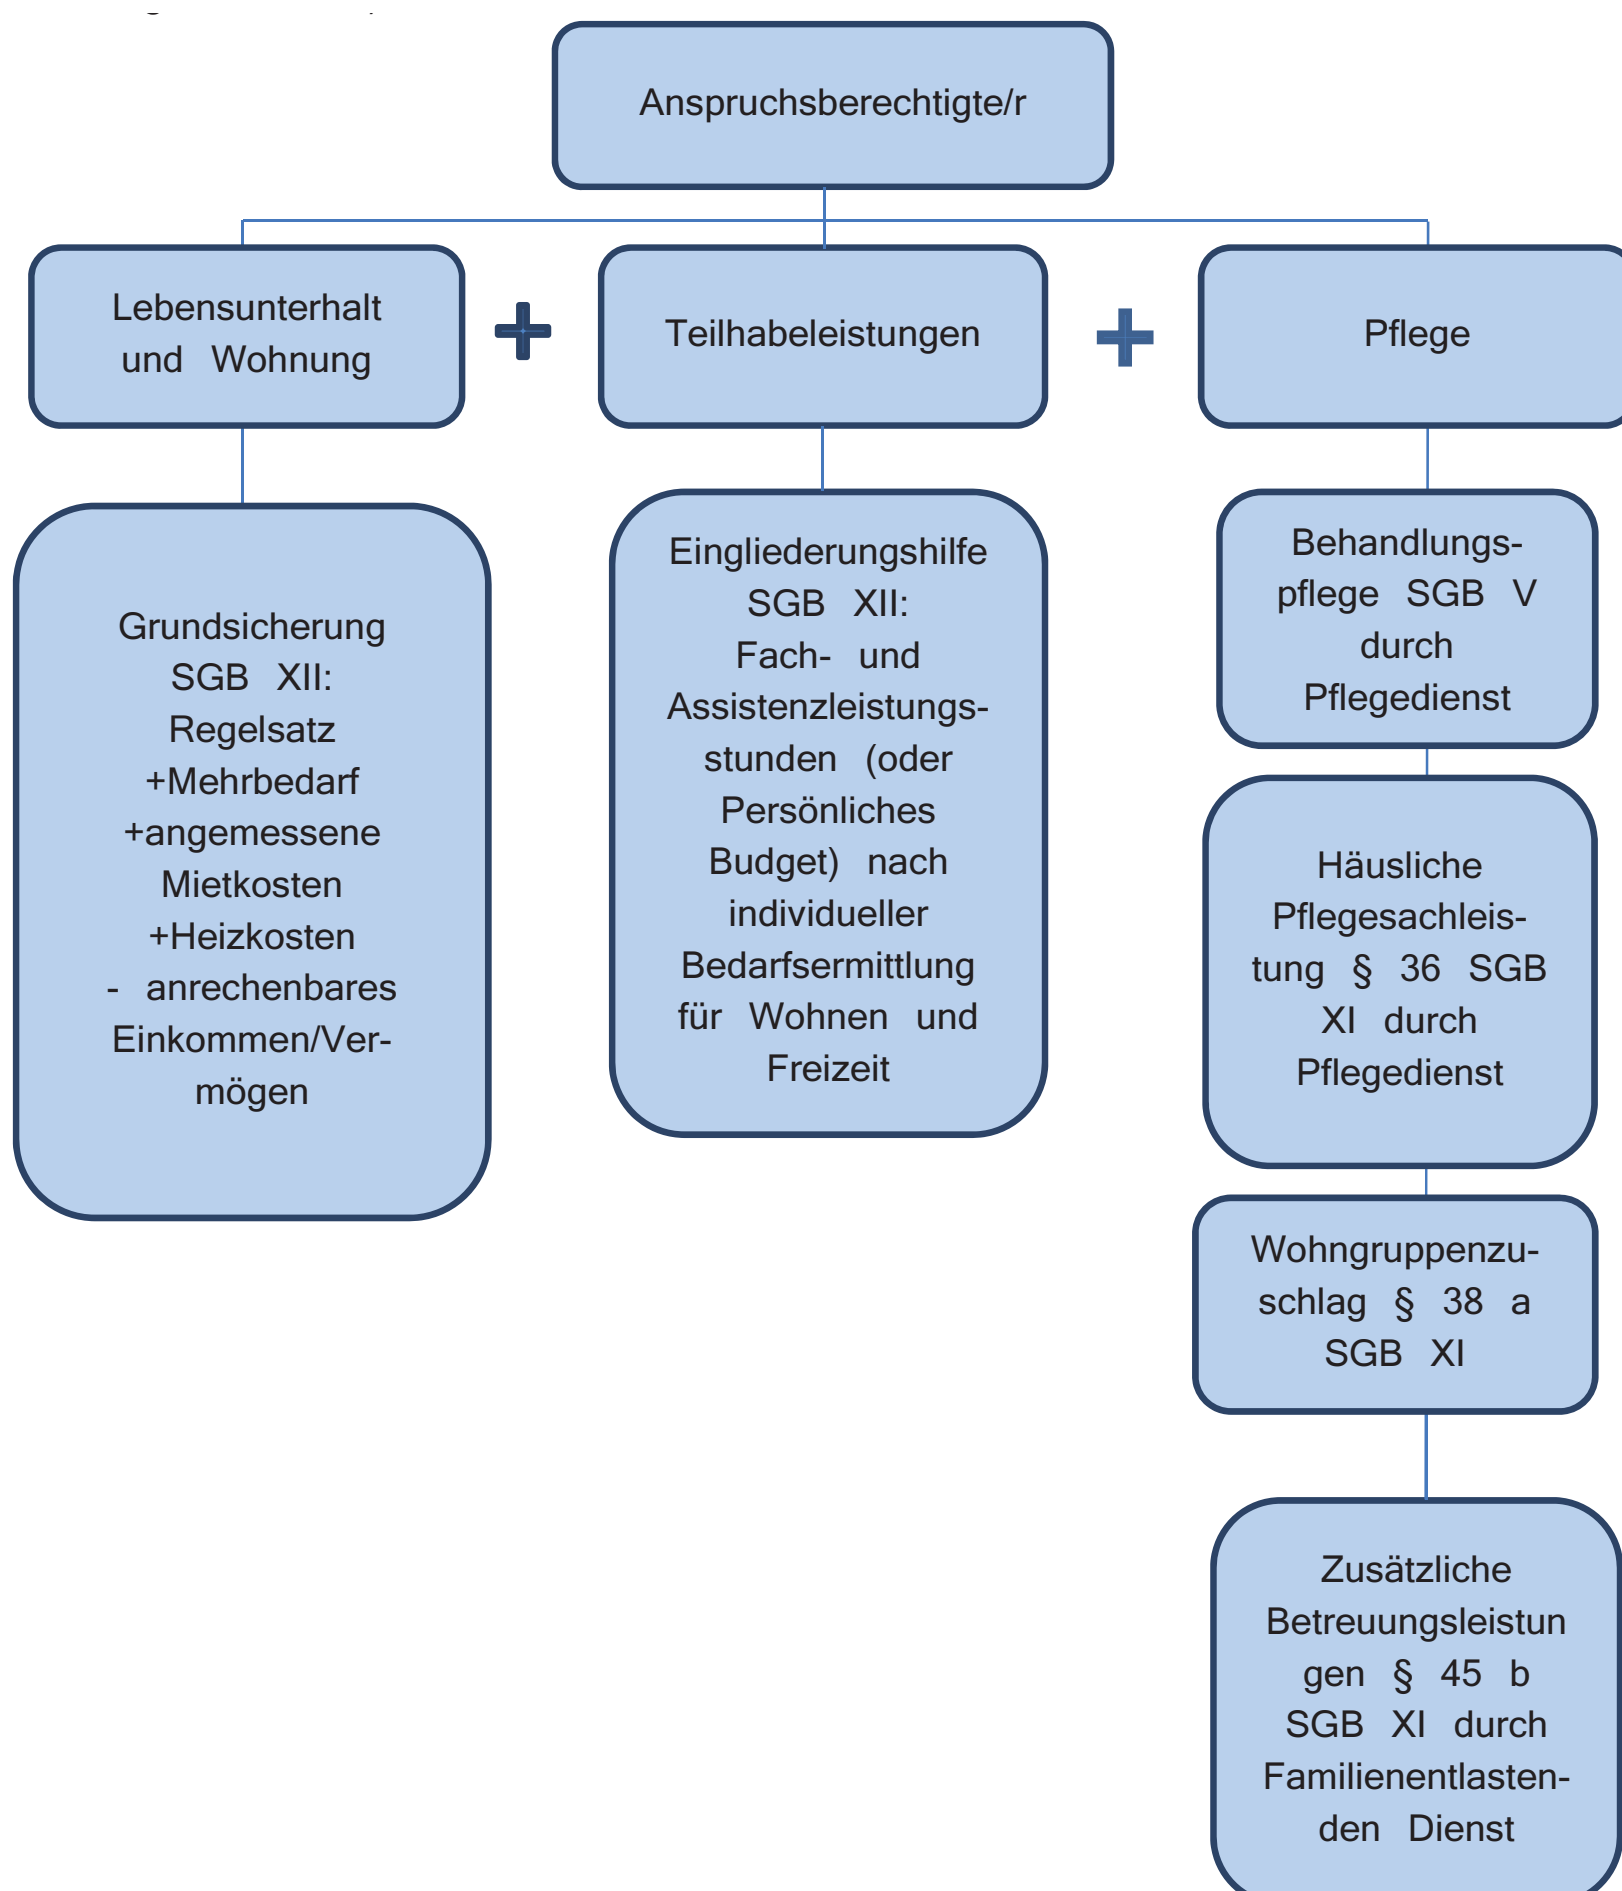 Anspruchsberechtigte/r
Lebensunterhalt
und Wohnung
Teilhabeleistungen
Pflege
Grundsicherung
SGB XII:
Regelsatz
+Mehrbedarf
+angemessene
Mietkosten
+Heizkosten
- anrechenbares
Einkommen/Ver-
mögen
Eingliederungshilfe
SGB XII:
Fach- und
Assistenzleistungs-
stunden (oder
Persönliches
Budget) nach
individueller
Bedarfsermittlung
für Wohnen und
Freizeit
Behandlungs-
pflege SGB V
durch
Pflegedienst
Häusliche
Pflegesachleis-
tung § 36 SGB
XI durch
Pflegedienst
Wohngruppenzu-
schlag § 38 a
SGB XI
Zusätzliche
Betreuungsleistun
gen § 45 b
SGB XI durch
Familienentlasten-
den Dienst